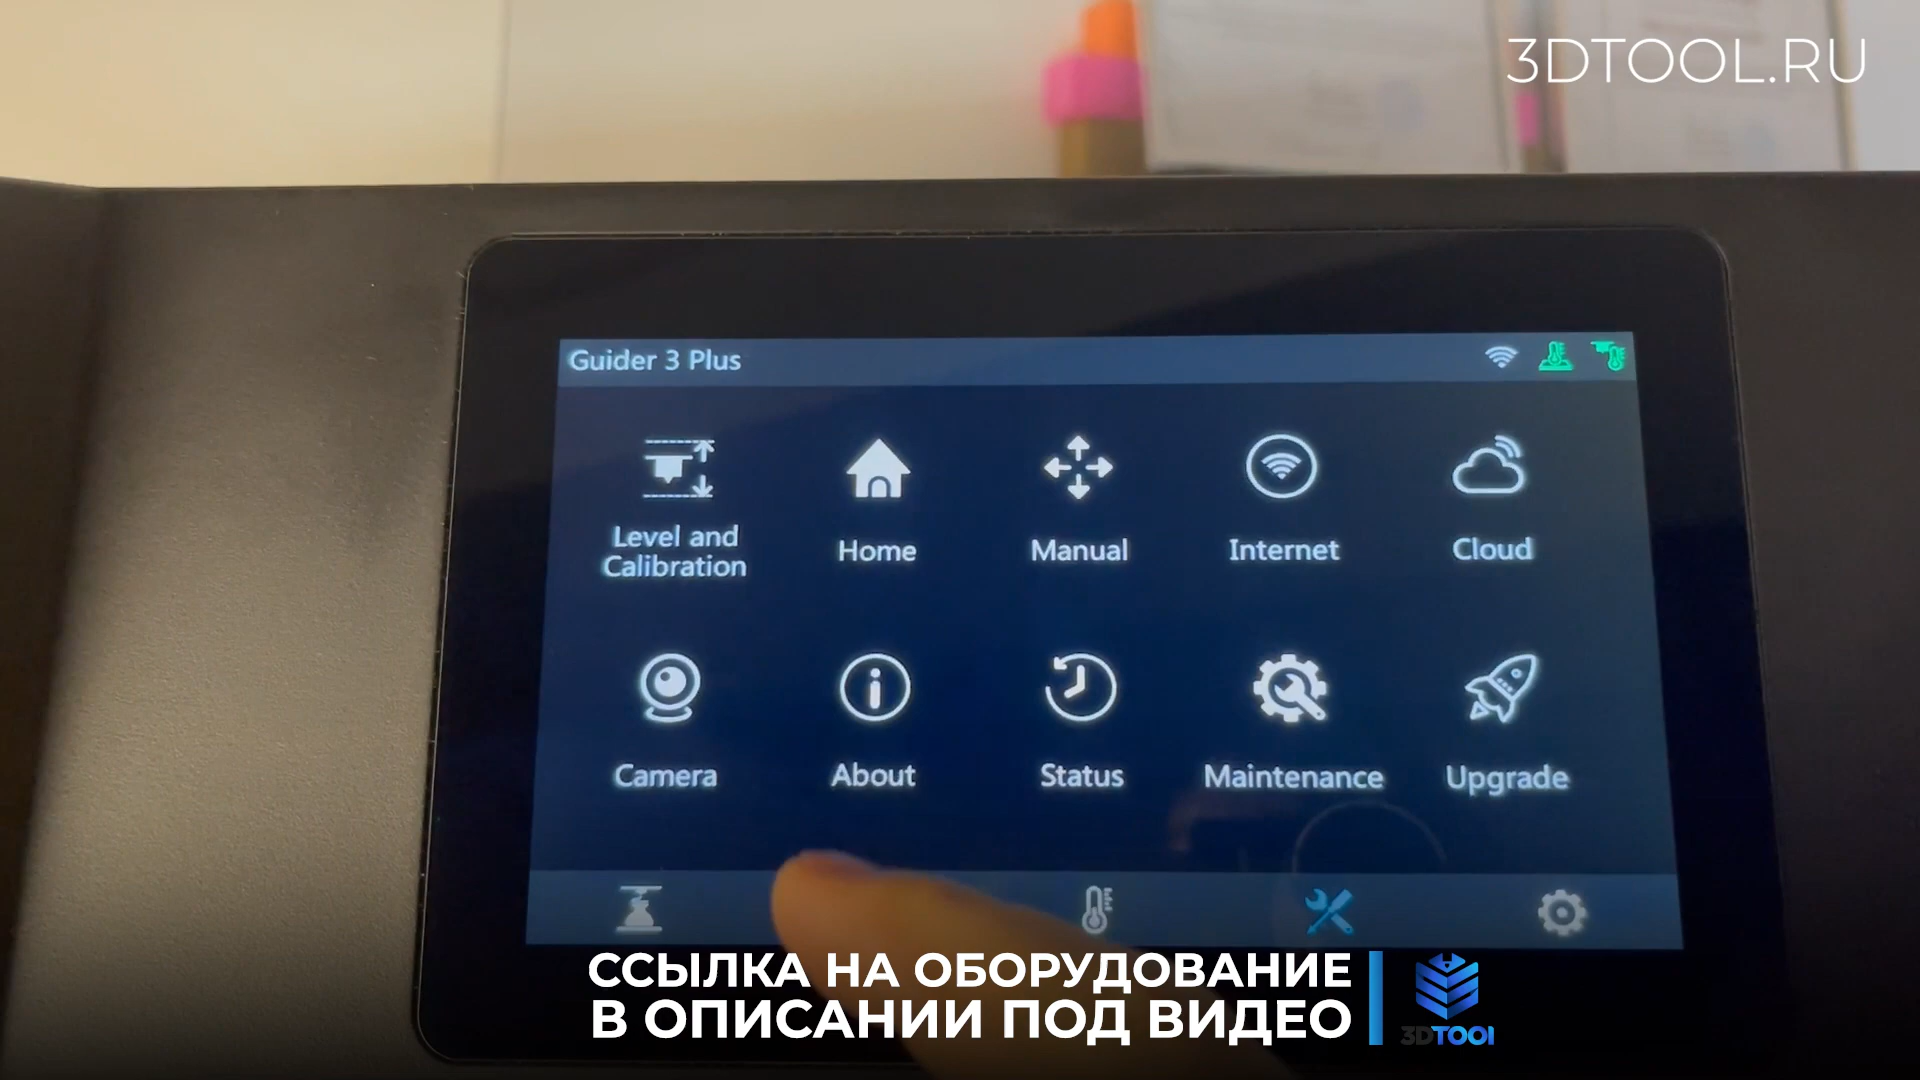 3DTOOL.RU
Guider 3 Plus
Level and
Calibration
Home
Manual
Internet
Cloud
Camera
About
Status
Maintenance
Upgrade
ССЫЛКА НА ОБОРУДОВАНИЕ
В ОПИСАНИИ ПОД ВИДЕО
3DTOOl